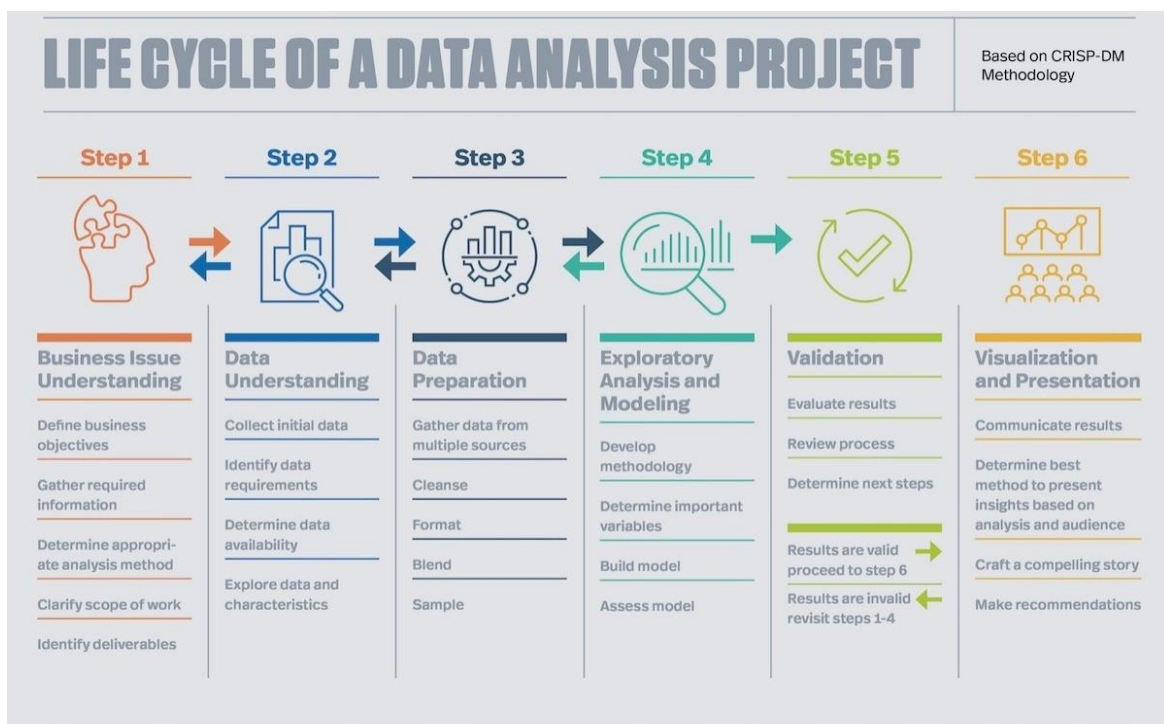 LIFE CYCLE OF A DATA ANALYSIS PROJECT
Based on CRISP-DM
Methodology
Step 1
Business Issue
Understanding
Define business
objectives
Gather required
information
Determine appropri-
ate analysis method
Clarify scope of work
Identify deliverables
Step 2
Data
Understanding
Collect initial data
Identify data
requirements
Determine data
availability
Explore data and
characteristics
Step 3
Data
Preparation
Gather data from
multiple sources
Cleanse
Format
Blend
Sample
Step 4
Exploratory
Analysis and
Modeling
Develop
methodology
Determine important
variables
Build model
Assess model
Step 5
Validation
Evaluate results
Review process
Determine next steps
Results are valid
proceed to step 6
Results are invalid
revisit steps 1-4
Step 6
Visualization
and Presentation
Communicate results
Determine best
method to present
insights based on
analysis and audience
Craft a compelling story
Make recommendations